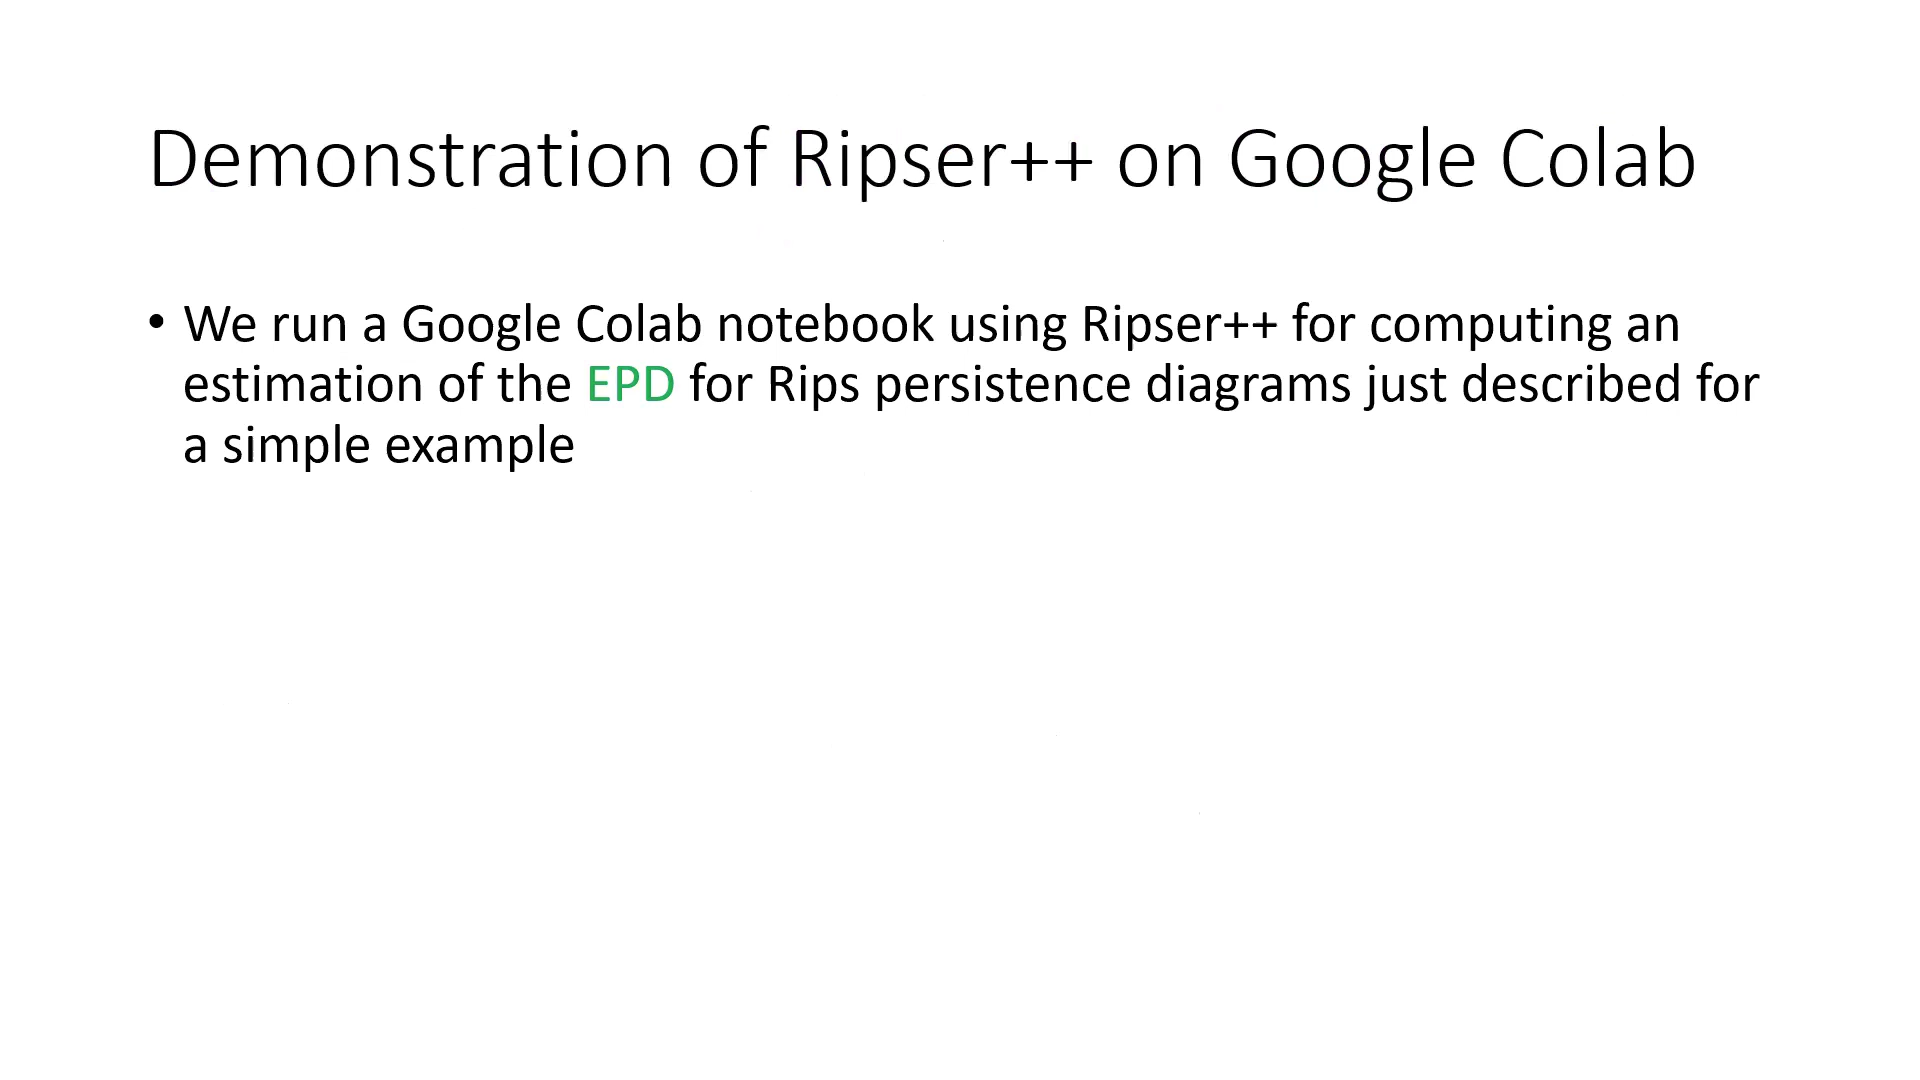 Demonstration of Ripser++ on Google Colab
• We run a Google Colab notebook using Ripser++ for computing an
estimation of the EPD for Rips persistence diagrams just described for
a simple example